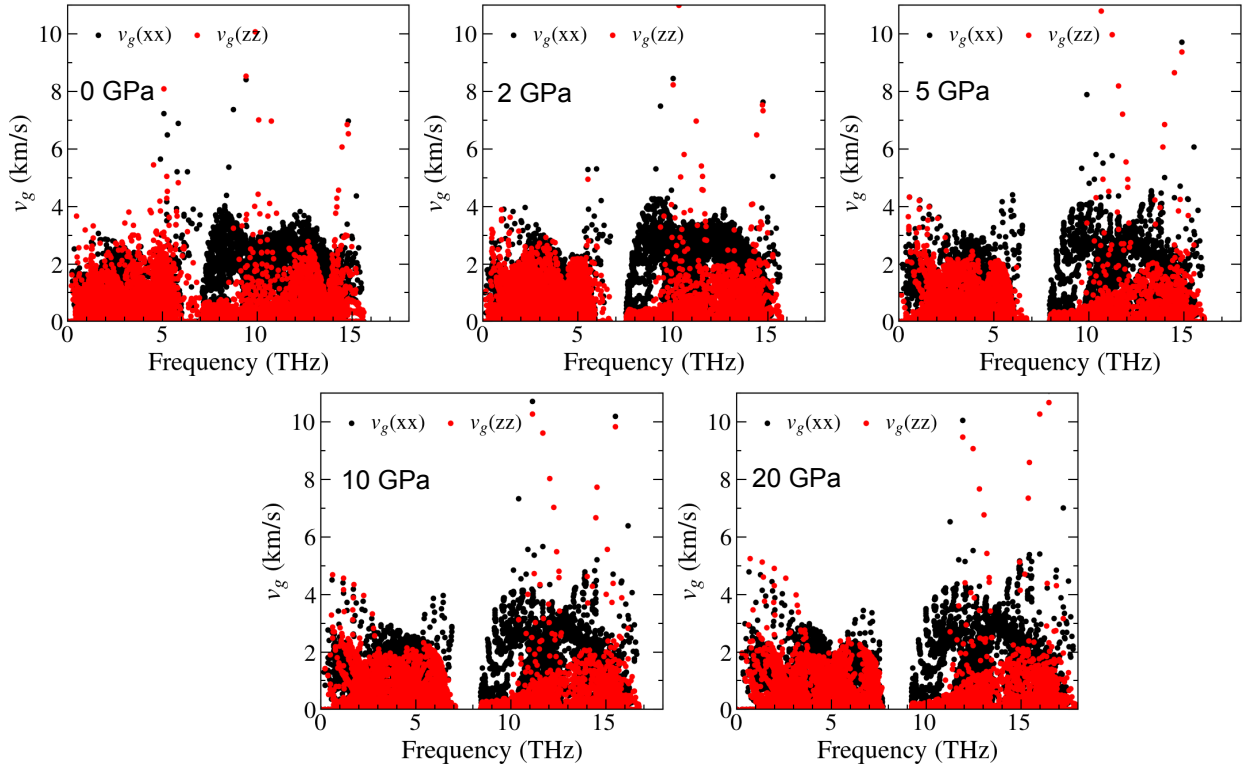 10
8
6
4
2
0
v_g (km/s)
v_g(xx) v_g(zz)
0 GPa
0 5 10 15
Frequency (THz)
10
8
6
4
2
0
v_g (km/s)
v_g(xx) v_g(zz)
2 GPa
0 5 10 15
Frequency (THz)
10
8
6
4
2
0
v_g (km/s)
v_g(xx) v_g(zz)
5 GPa
0 5 10 15
Frequency (THz)
10
8
6
4
2
0
v_g (km/s)
v_g(xx) v_g(zz)
10 GPa
0 5 10 15
Frequency (THz)
10
8
6
4
2
0
v_g (km/s)
v_g(xx) v_g(zz)
20 GPa
0 5 10 15
Frequency (THz)